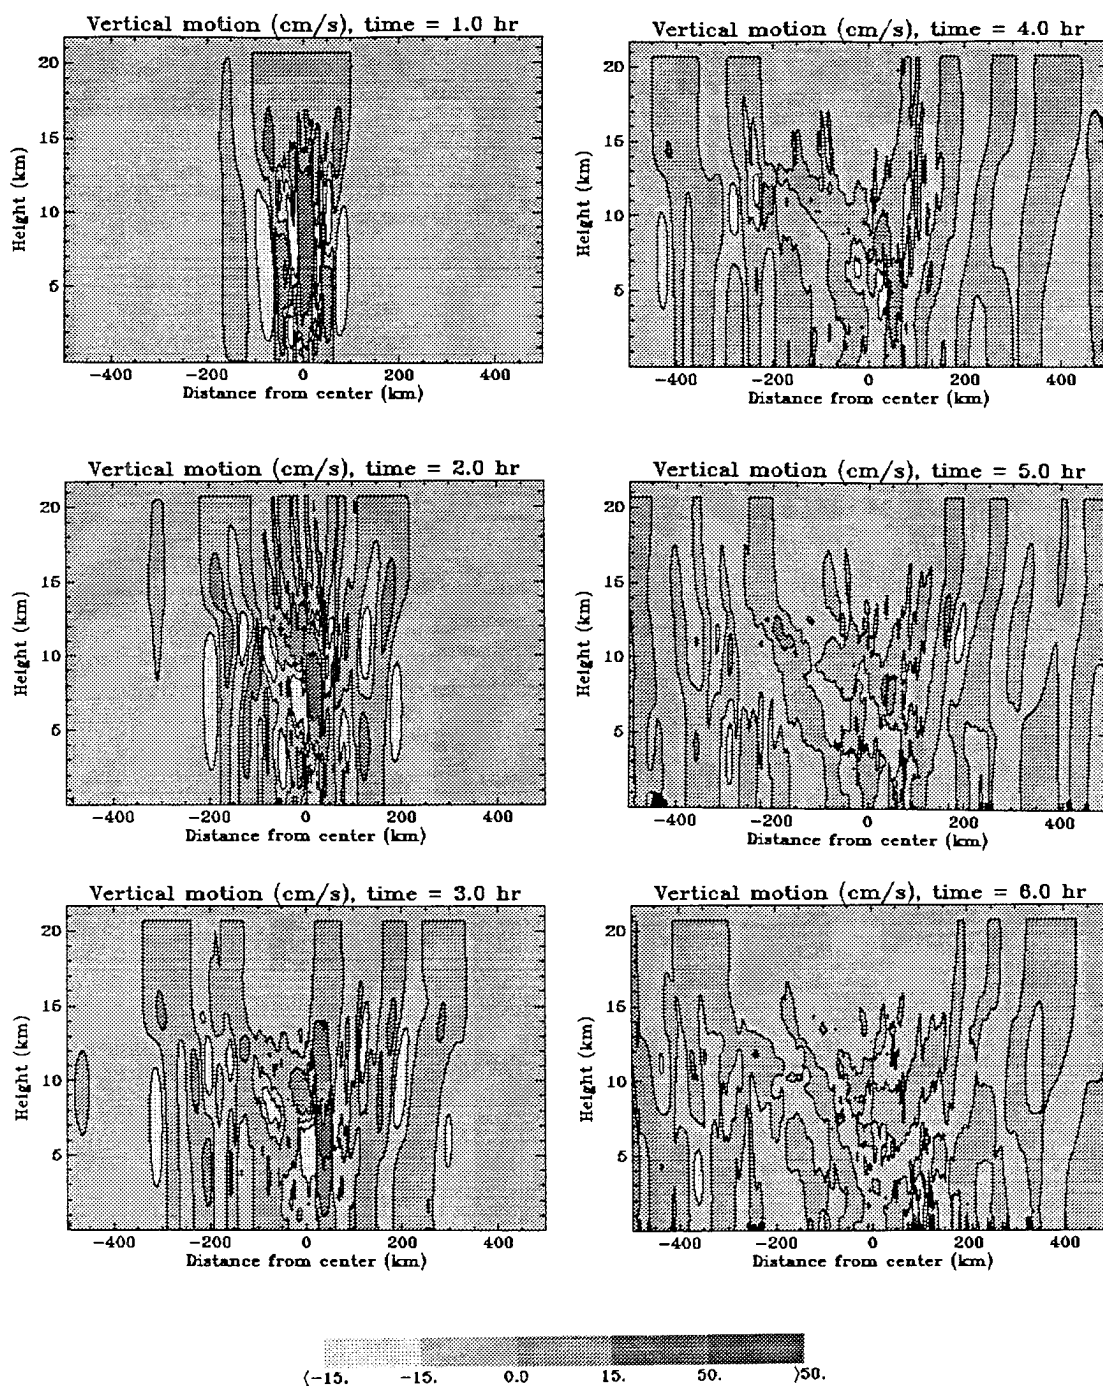 Vertical motion (cm/s), time = 1.0 hr
20
15
10
5
Height (km)
-400 -200 0 200 400
Distance from center (km)
Vertical motion (cm/s), time = 4.0 hr
20
15
10
5
Height (km)
-400 -200 0 200 400
Distance from center (km)
Vertical motion (cm/s), time = 2.0 hr
20
15
10
5
Height (km)
-400 -200 0 200 400
Distance from center (km)
Vertical motion (cm/s), time = 5.0 hr
20
15
10
5
Height (km)
-400 -200 0 200 400
Distance from center (km)
Vertical motion (cm/s), time = 3.0 hr
20
15
10
5
Height (km)
-400 -200 0 200 400
Distance from center (km)
Vertical motion (cm/s), time = 6.0 hr
20
15
10
5
Height (km)
-400 -200 0 200 400
Distance from center (km)
⟨-15. -15. 0.0 15. 50. ⟩50.